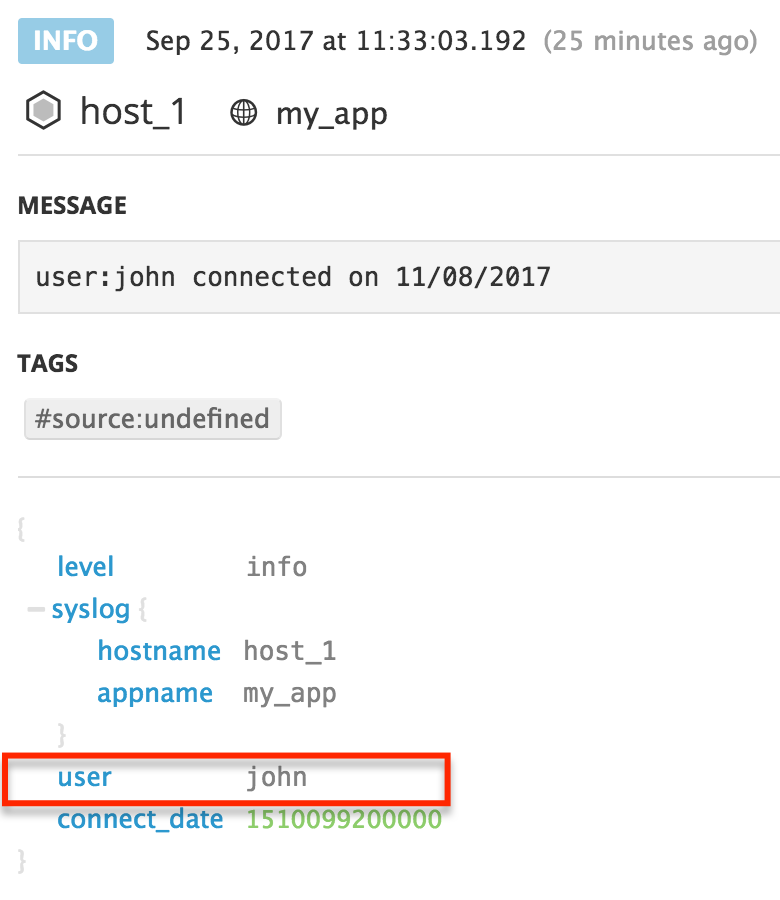 INFO Sep 25, 2017 at 11:33:03.192 (25 minutes ago)
host_1 my_app
MESSAGE
user:john connected on 11/08/2017
TAGS
#source:undefined
{
level info
syslog {
hostname host_1
appname my_app
}
user john
connect_date 1510099200000
}